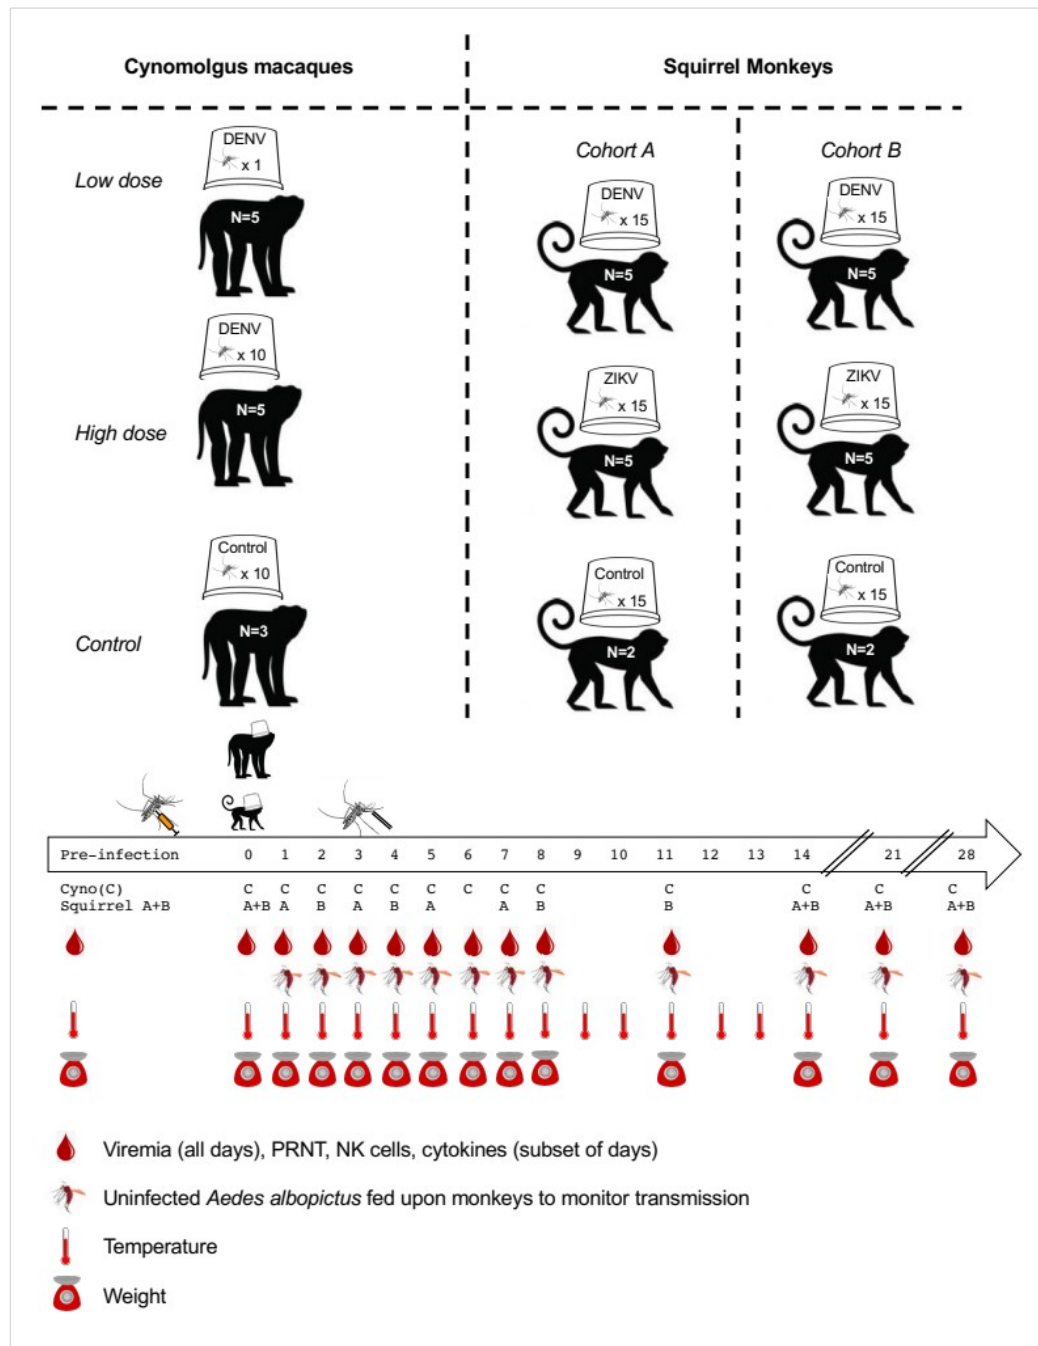 Cynomolgus macaques
Squirrel Monkeys
Cohort A
Cohort B
Low dose
DENV
x 1
N=5
DENV
x 15
N=5
DENV
x 15
N=5
High dose
DENV
x 10
N=5
ZIKV
x 15
N=5
ZIKV
x 15
N=5
Control
Control
x 10
N=3
Control
x 15
N=2
Control
x 15
N=2
Pre-infection 0 1 2 3 4 5 6 7 8 9 10 11 12 13 14 21 28
Cyno(C) C C C C C C C C C C C C C
Squirrel A+B A+B A B A B A A B B A+B A+B A+B
Viremia (all days), PRNT, NK cells, cytokines (subset of days)
Uninfected Aedes albopictus fed upon monkeys to monitor transmission
Temperature
Weight